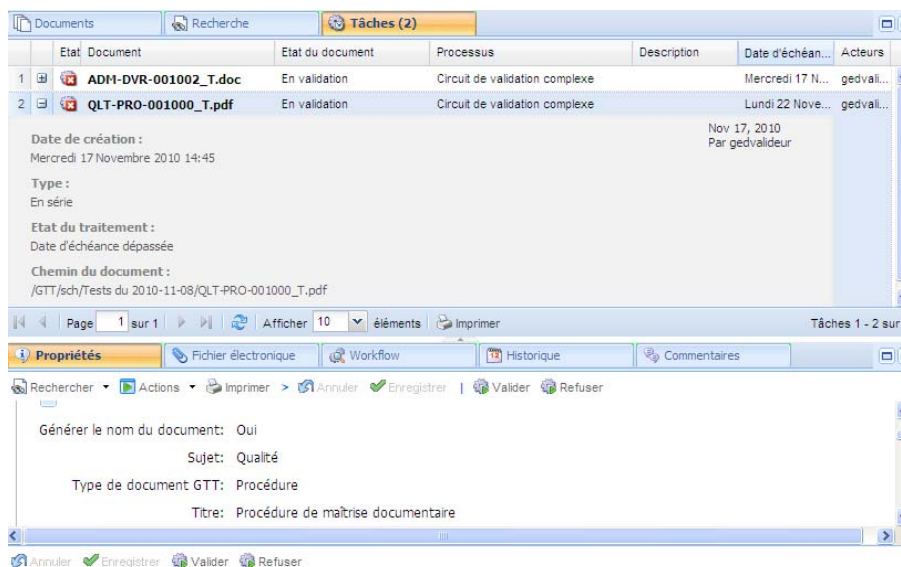 Documents Recherche Tâches (2)
Etat Document Etat du document Processus Description Date d'échéan... Acteurs
1 ADM-DVR-001002_T.doc En validation Circuit de validation complexe Mercredi 17 N... gedvali...
2 QLT-PRO-001000_T.pdf En validation Circuit de validation complexe Lundi 22 Nove... gedvali...
Nov 17, 2010
Par gedvalideur
Date de création :
Mercredi 17 Novembre 2010 14:45
Type :
En série
Etat du traitement :
Date d'échéance dépassée
Chemin du document :
/GTT/sch/Tests du 2010-11-08/QLT-PRO-001000_T.pdf
Page 1 sur 1 Afficher 10 éléments Imprimer Tâches 1 - 2 sur
Propriétés Fichier électronique Workflow Historique Commentaires
Rechercher Actions Imprimer > Annuler Enregistrer | Valider Refuser
Générer le nom du document: Oui
Sujet: Qualité
Type de document GTT: Procédure
Titre: Procédure de maîtrise documentaire
Annuler Enregistrer Valider Refuser